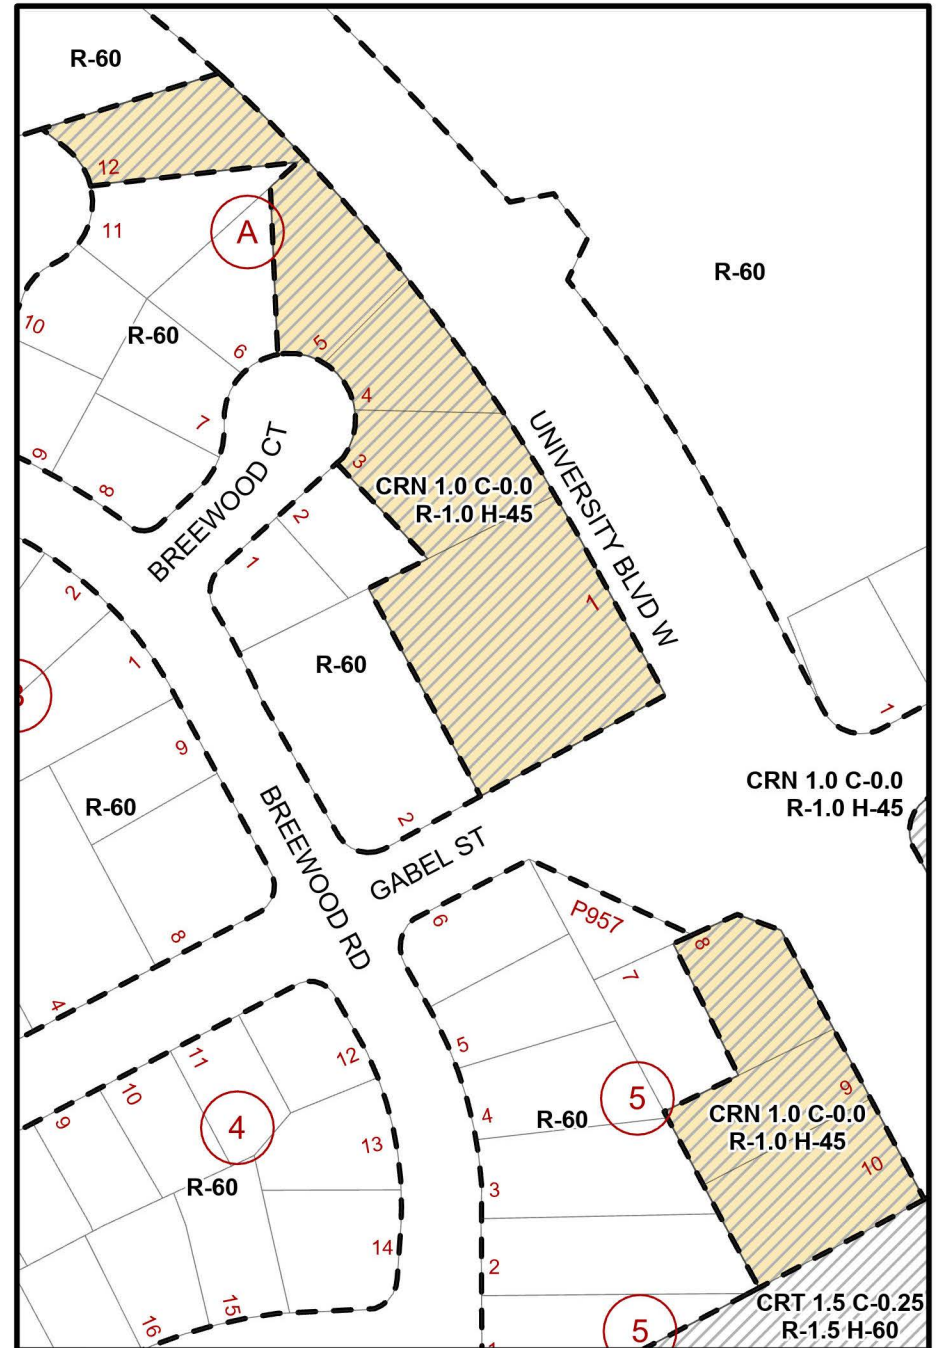 R-60
12
A
11
R-60
10
R-60
5
6
4
7
9
3
8
BREEWOOD CT
UNIVERSITY BLVD W
CRN 1.0 C-0.0
R-1.0 H-45
2
1
2
1
1
R-60
1
9
CRN 1.0 C-0.0
R-1.0 H-45
R-60
BREEWOOD RD
2
GABEL ST
6
P957
8
8
7
4
5
12
11
10
9
5
9
4
4
R-60
CRN 1.0 C-0.0
R-1.0 H-45
13
10
R-60
3
14
2
15
16
5
CRT 1.5 C-0.25
R-1.5 H-60